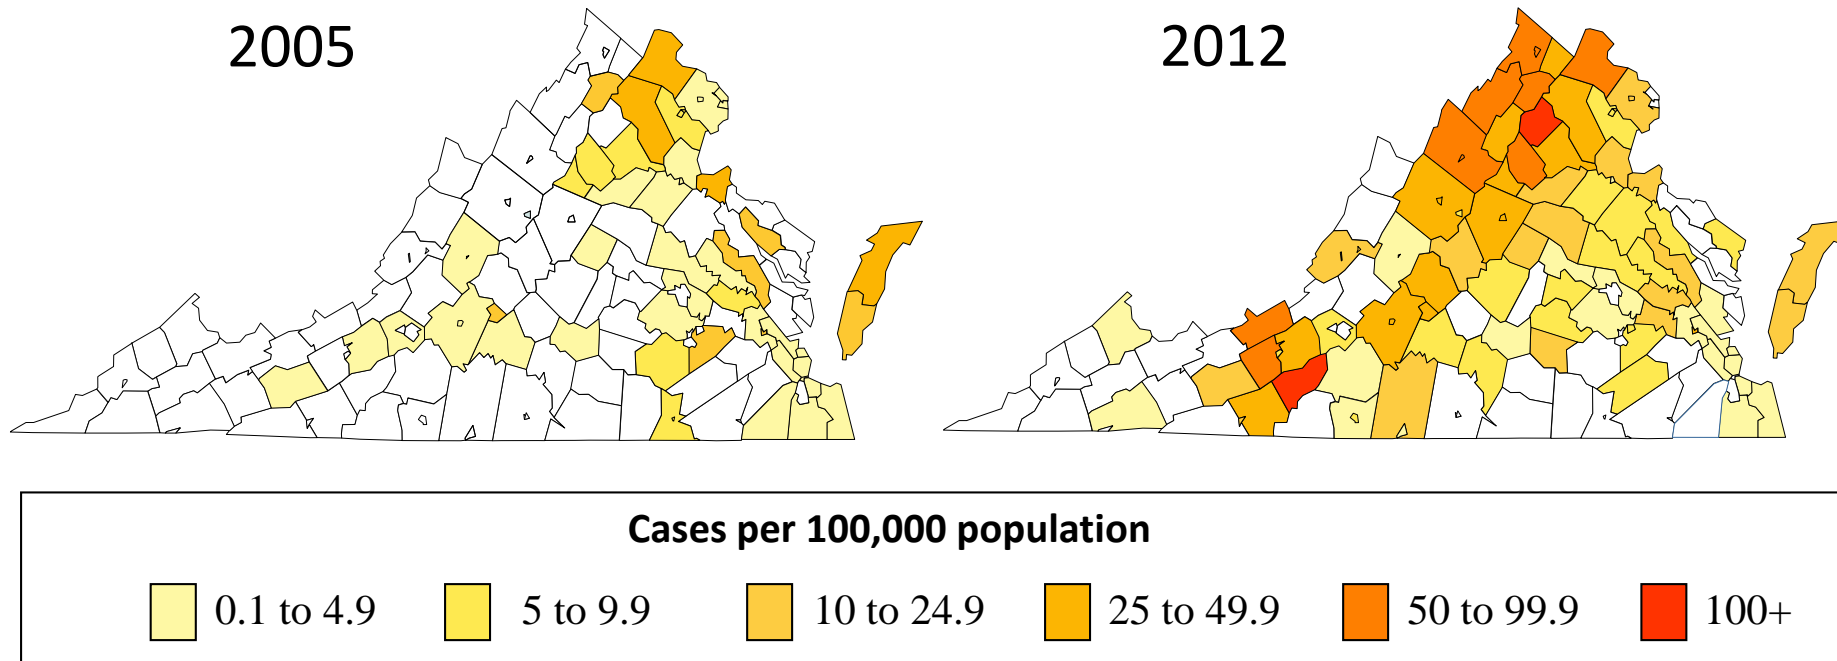 2005
2012
Cases per 100,000 population
0.1 to 4.9
5 to 9.9
10 to 24.9
25 to 49.9
50 to 99.9
100+